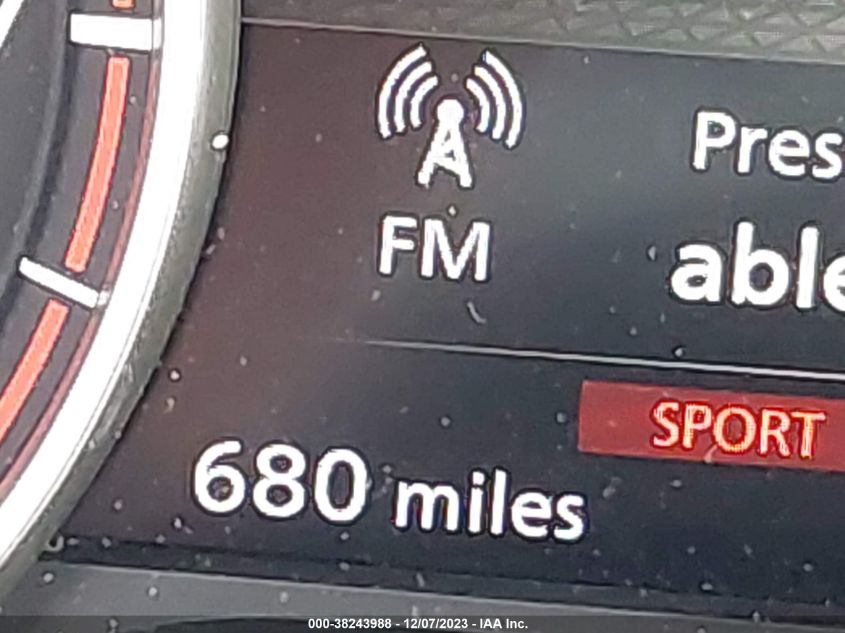 FM
Pres
able
SPORT
680 miles
000-38243988 - 12/07/2023 - IAA Inc.